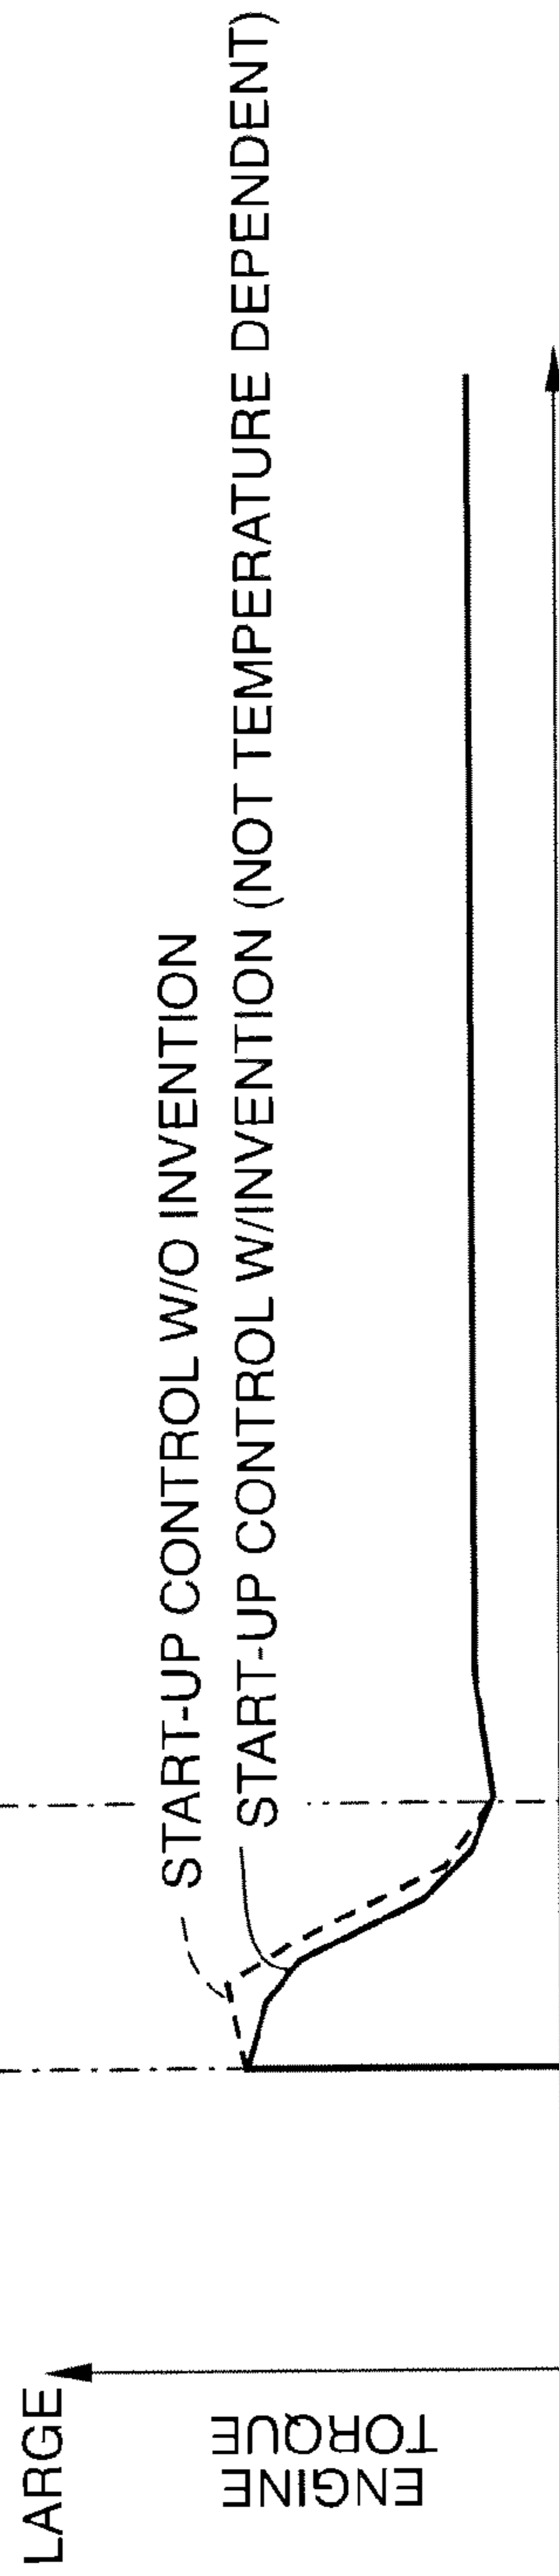 LARGE
ENGINE
TORQUE
START-UP CONTROL W/O INVENTION
START-UP CONTROL W/INVENTION (NOT TEMPERATURE DEPENDENT)